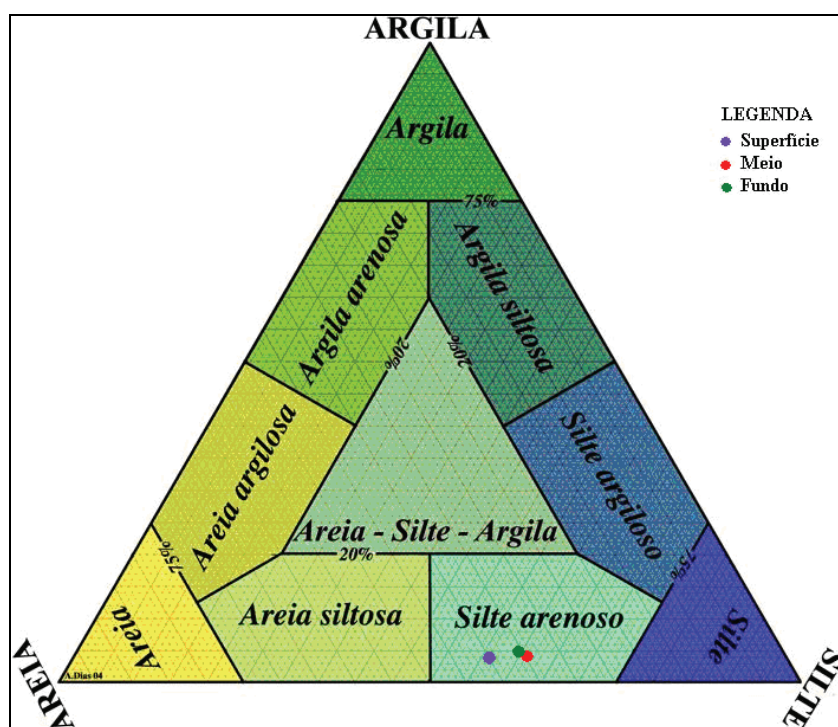 ARGILA
Argila
LEGENDA
Superfície
Meio
Fundo
75%
Argila arenosa
Argila siltosa
20%
20%
Areia argilosa
Silte argiloso
Areia - Silte - Argila
20%
75%
75%
Areia
Areia siltosa
Silte arenoso
Silte
A.Dias 04
AREIA
SILTE